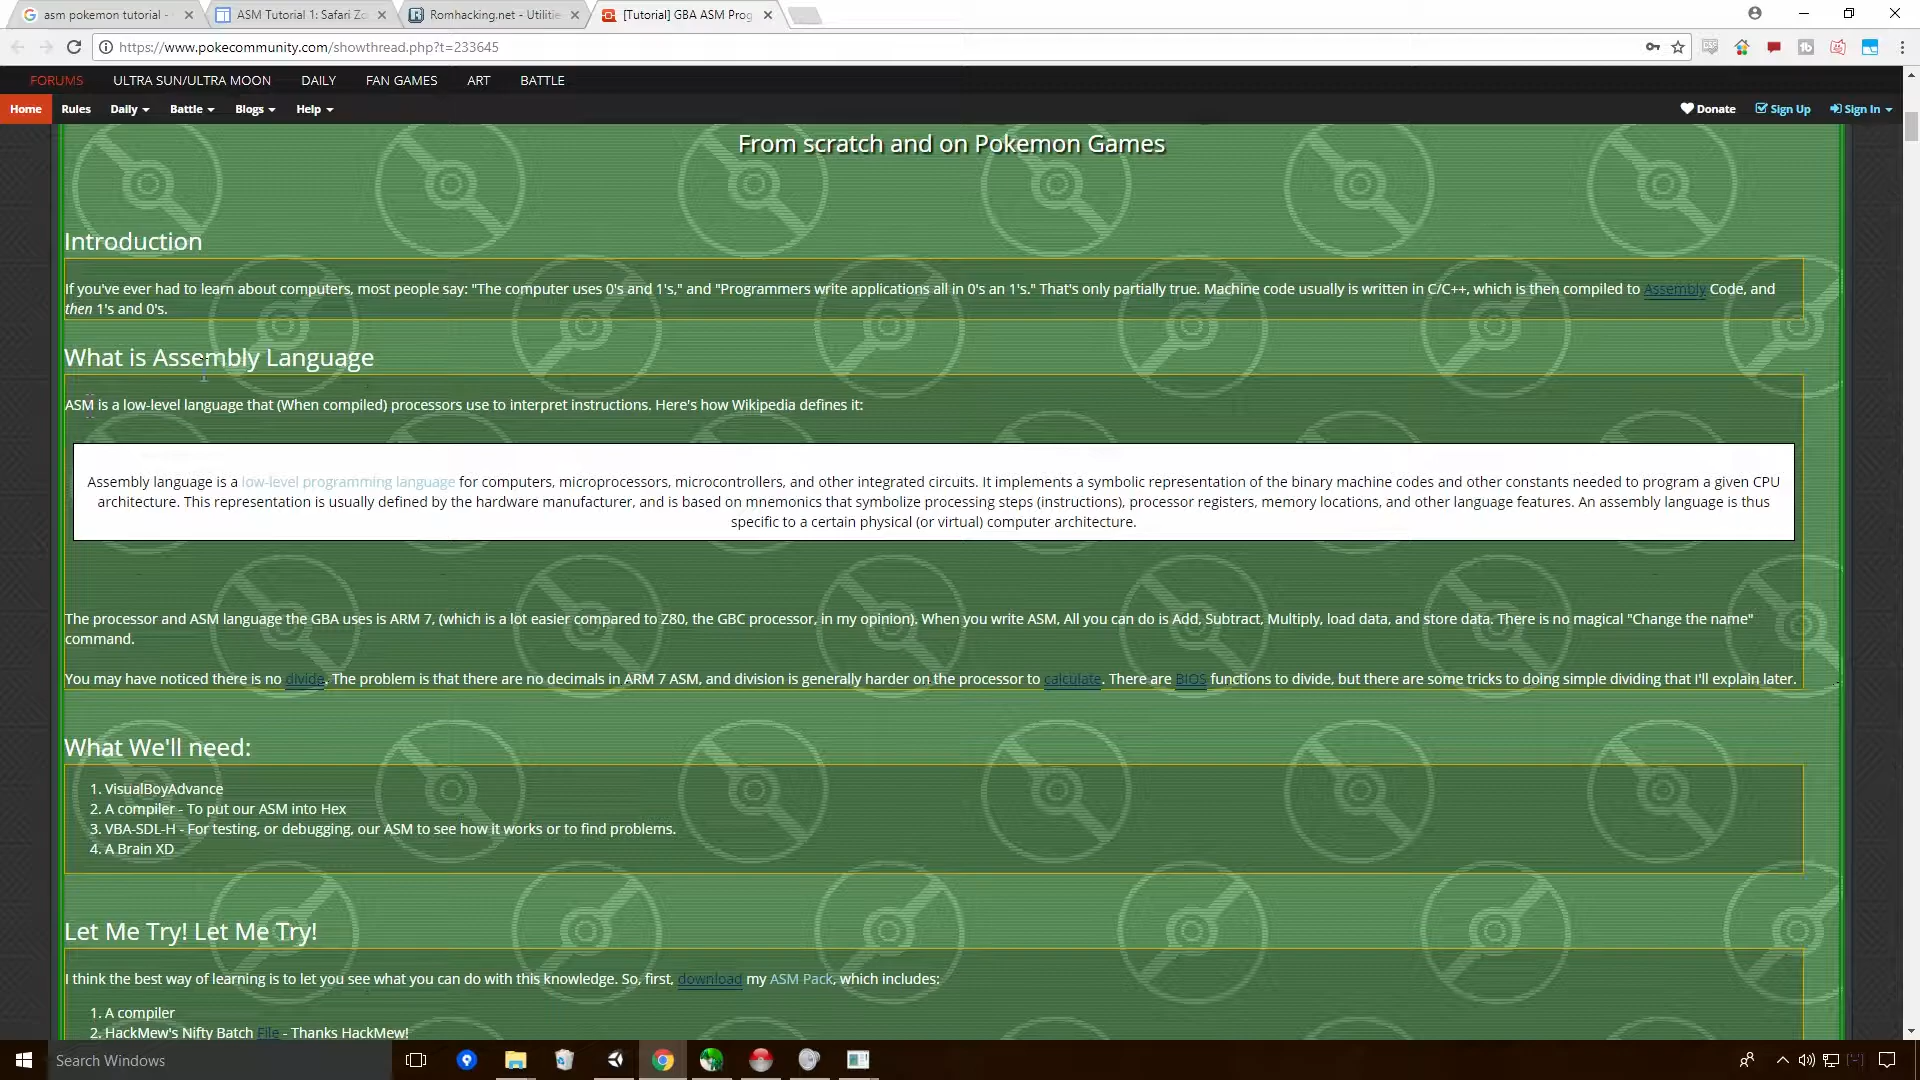 asm pokemon tutorial -
ASM Tutorial 1: Safari Zo
Romhacking.net - Utilitie
[Tutorial] GBA ASM Prog
https://www.pokecommunity.com/showthread.php?t=233645
FORUMS ULTRA SUN/ULTRA MOON DAILY FAN GAMES ART BATTLE
Home Rules Daily Battle Blogs Help Donate Sign Up Sign In
From scratch and on Pokemon Games
Introduction
If you've ever had to learn about computers, most people say: "The computer uses 0's and 1's," and "Programmers write applications all in 0's an 1's." That's only partially true. Machine code usually is written in C/C++, which is then compiled to Assembly Code, and
then 1's and 0's.
What is Assembly Language
ASM is a low-level language that (When compiled) processors use to interpret instructions. Here's how Wikipedia defines it:
Assembly language is a low-level programming language for computers, microprocessors, microcontrollers, and other integrated circuits. It implements a symbolic representation of the binary machine codes and other constants needed to program a given CPU
architecture. This representation is usually defined by the hardware manufacturer, and is based on mnemonics that symbolize processing steps (instructions), processor registers, memory locations, and other language features. An assembly language is thus
specific to a certain physical (or virtual) computer architecture.
The processor and ASM language the GBA uses is ARM 7, (which is a lot easier compared to Z80, the GBC processor, in my opinion). When you write ASM, All you can do is Add, Subtract, Multiply, load data, and store data. There is no magical "Change the name"
command.
You may have noticed there is no divide. The problem is that there are no decimals in ARM 7 ASM, and division is generally harder on the processor to calculate. There are BIOS functions to divide, but there are some tricks to doing simple dividing that I'll explain later.
What We'll need:
1. VisualBoyAdvance
2. A compiler - To put our ASM into Hex
3. VBA-SDL-H - For testing, or debugging, our ASM to see how it works or to find problems.
4. A Brain XD
Let Me Try! Let Me Try!
I think the best way of learning is to let you see what you can do with this knowledge. So, first, download my ASM Pack, which includes:
1. A compiler
2. HackMew's Nifty Batch File - Thanks HackMew!
Search Windows